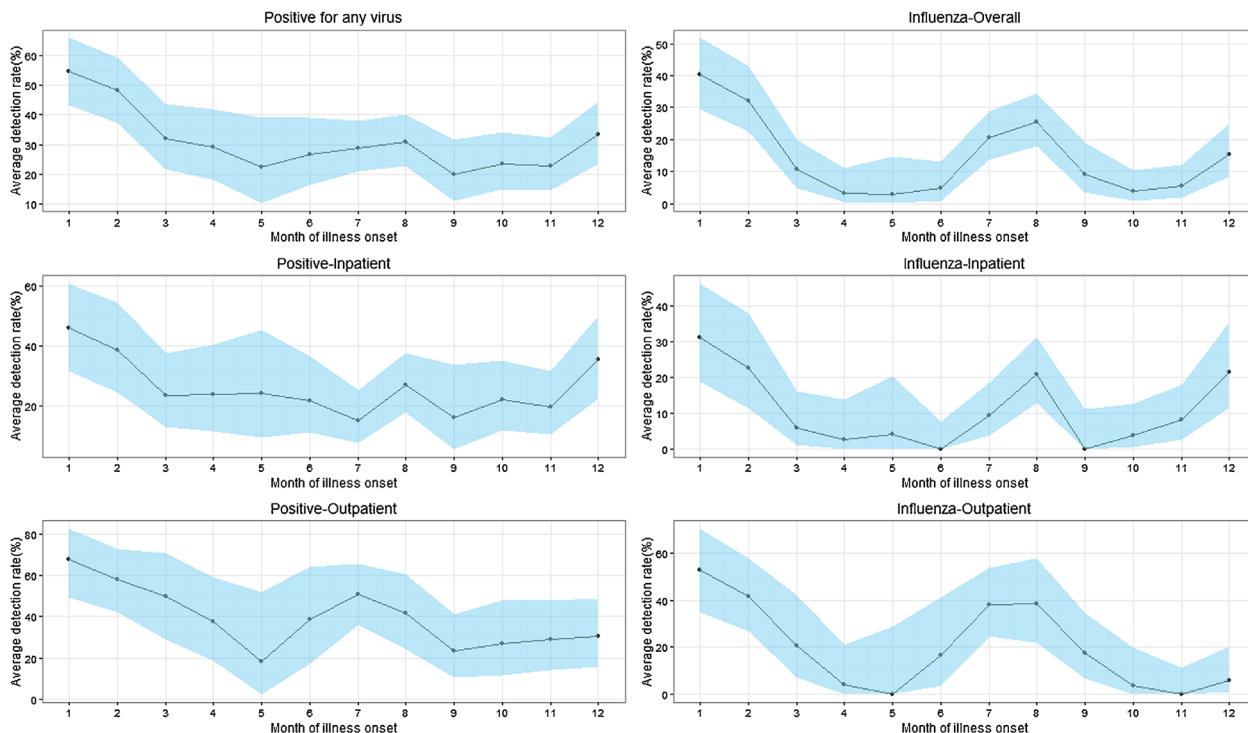 Positive for any virus
Average detection rate(%)
60
50
40
30
20
10
1 2 3 4 5 6 7 8 9 10 11 12
Month of illness onset
Influenza-Overall
Average detection rate(%)
50
40
30
20
10
0
1 2 3 4 5 6 7 8 9 10 11 12
Month of illness onset
Positive-Inpatient
Average detection rate(%)
60
40
20
1 2 3 4 5 6 7 8 9 10 11 12
Month of illness onset
Influenza-Inpatient
Average detection rate(%)
40
30
20
10
0
1 2 3 4 5 6 7 8 9 10 11 12
Month of illness onset
Positive-Outpatient
Average detection rate(%)
80
60
40
20
0
1 2 3 4 5 6 7 8 9 10 11 12
Month of illness onset
Influenza-Outpatient
Average detection rate(%)
60
40
20
0
1 2 3 4 5 6 7 8 9 10 11 12
Month of illness onset